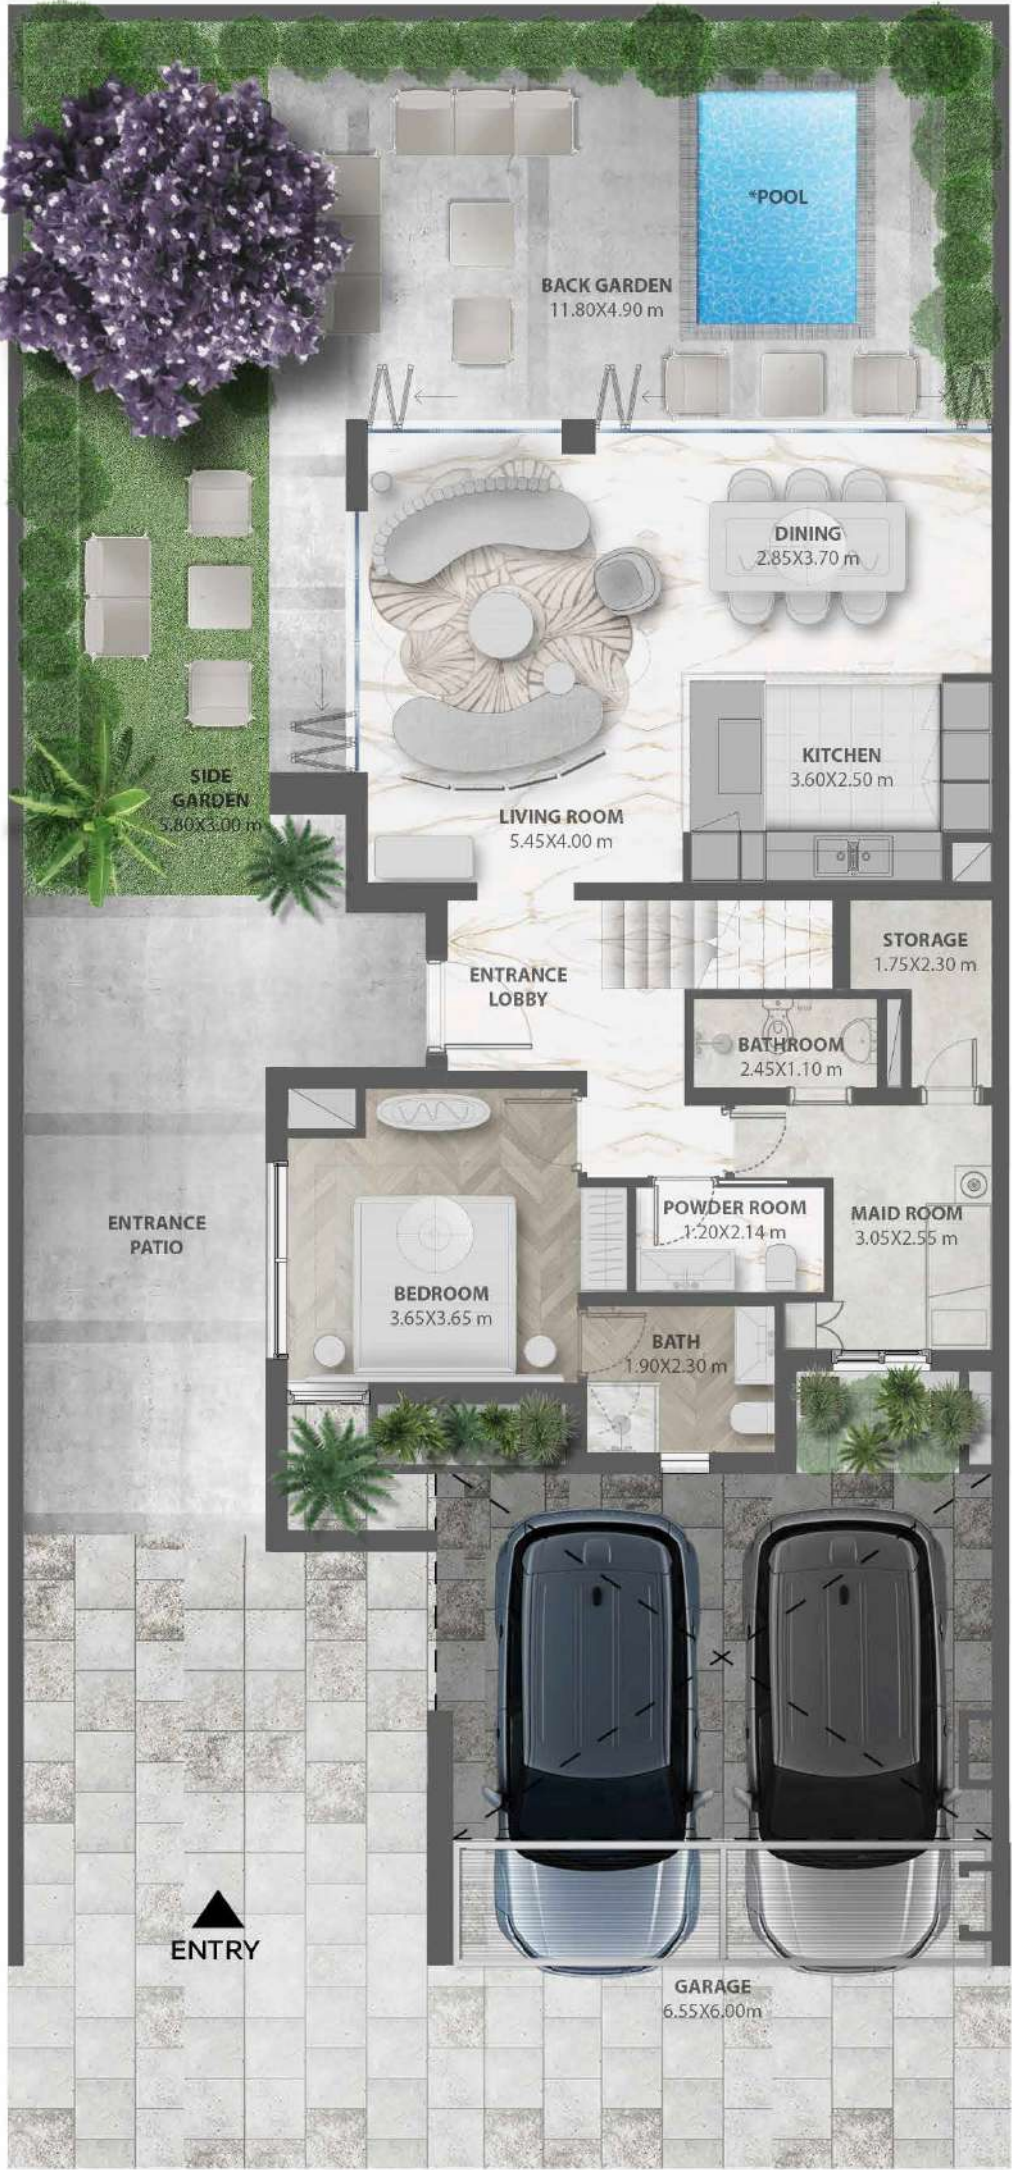 *POOL
BACK GARDEN
11.80X4.90 m
DINING
2.85X3.70 m
KITCHEN
3.60X2.50 m
SIDE
GARDEN
5.80X3.00 m
LIVING ROOM
5.45X4.00 m
STORAGE
1.75X2.30 m
ENTRANCE
LOBBY
BATHROOM
2.45X1.10 m
ENTRANCE
PATIO
POWDER ROOM
1.20X2.14 m
MAID ROOM
3.05X2.55 m
BEDROOM
3.65X3.65 m
BATH
1.90X2.30 m
ENTRY
GARAGE
6.55X6.00m